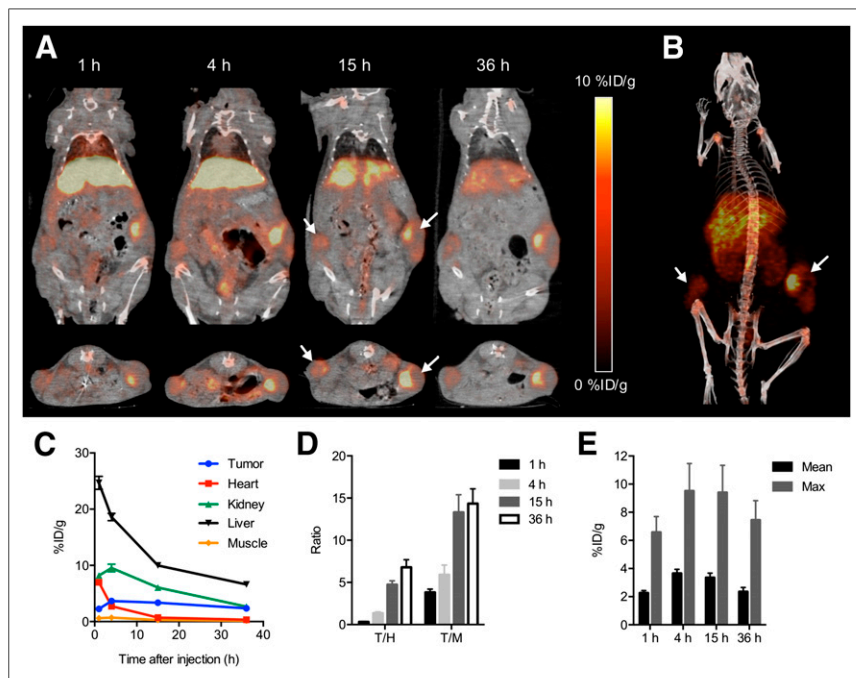 A
B
1 h 4 h 15 h 36 h
10 %ID/g
0 %ID/g
C
D
E
30
20
10
0
%ID/g
0 10 20 30 40
Time after injection (h)
Tumor
Heart
Kidney
Liver
Muscle
20
15
10
5
0
Ratio
T/H T/M
1 h
4 h
15 h
36 h
12
10
8
6
4
2
0
%ID/g
1 h 4 h 15 h 36 h
Mean
Max